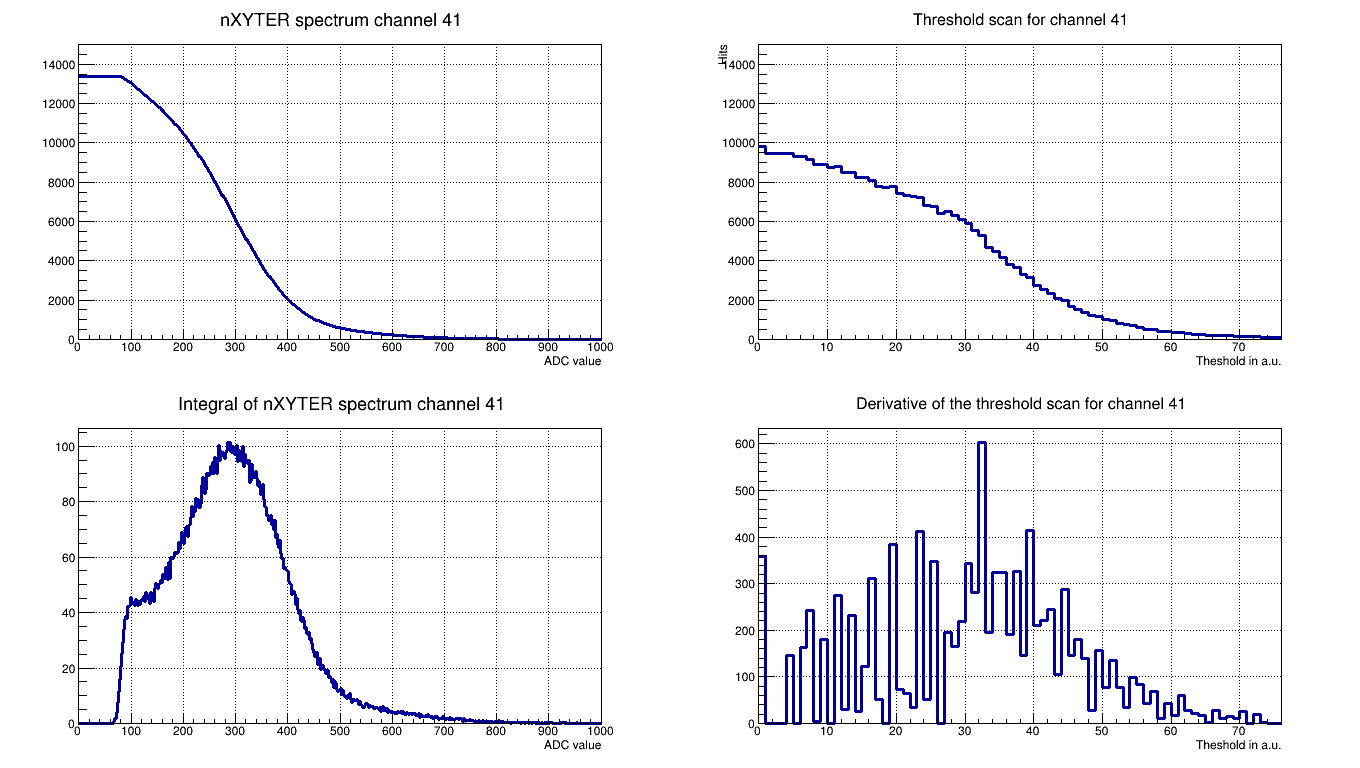 nXYTER spectrum channel 41
14000
12000
10000
8000
6000
4000
2000
0
0 100 200 300 400 500 600 700 800 900 1000
ADC value
Threshold scan for channel 41
Hits
14000
12000
10000
8000
6000
4000
2000
0
0 10 20 30 40 50 60 70
Theshold in a.u.
Integral of nXYTER spectrum channel 41
100
80
60
40
20
0
0 100 200 300 400 500 600 700 800 900 1000
ADC value
Derivative of the threshold scan for channel 41
600
500
400
300
200
100
0
0 10 20 30 40 50 60 70
Theshold in a.u.